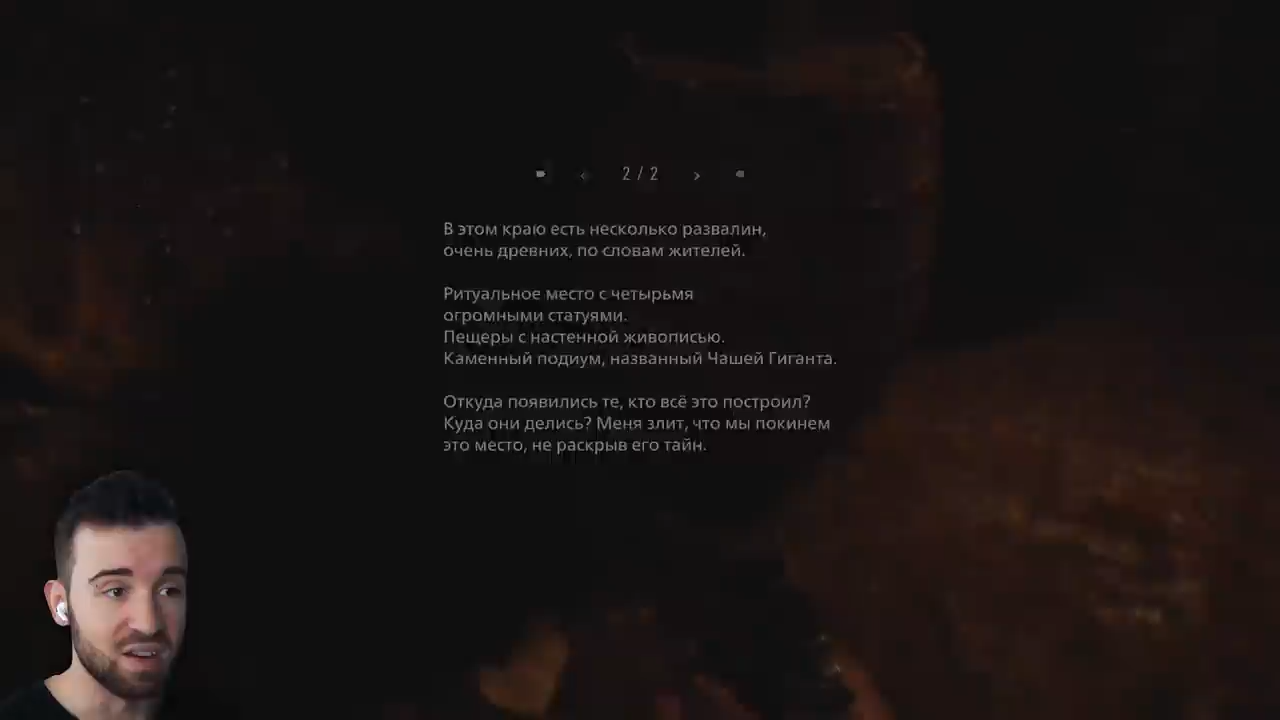 ‹ 2 / 2 ›
В этом краю есть несколько развалин,
очень древних, по словам жителей.
Ритуальное место с четырьмя
огромными статуями.
Пещеры с настенной живописью.
Каменный подиум, названный Чашей Гиганта.
Откуда появились те, кто всё это построил?
Куда они делись? Меня злит, что мы покинем
это место, не раскрыв его тайн.